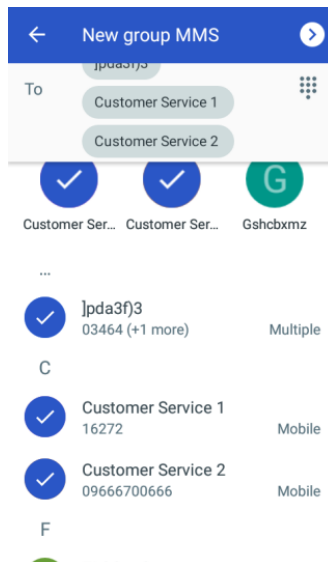 New group MMS
]pda3f)3
To
Customer Service 1
Customer Service 2
G
Customer Ser... Customer Ser... Gshcbxmz
...
]pda3f)3
03464 (+1 more) Multiple
C
Customer Service 1
16272 Mobile
Customer Service 2
09666700666 Mobile
F